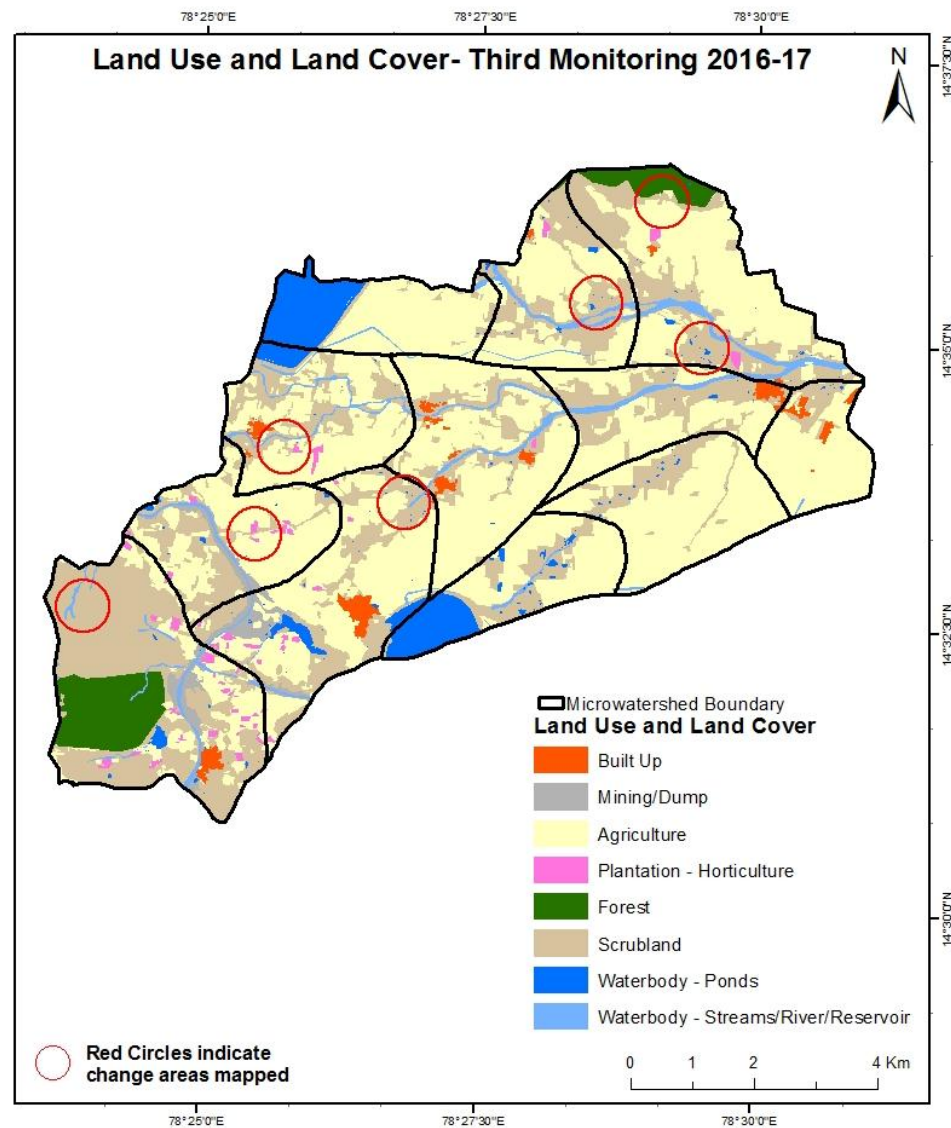 78°25'0"E 78°27'30"E 78°30'0"E
Land Use and Land Cover- Third Monitoring 2016-17
N
14°37'30"N
14°35'0"N
14°32'30"N
14°30'0"N
Microwatershed Boundary
Land Use and Land Cover
Built Up
Mining/Dump
Agriculture
Plantation - Horticulture
Forest
Scrubland
Waterbody - Ponds
Waterbody - Streams/River/Reservoir
Red Circles indicate
change areas mapped
0 1 2 4 Km
78°25'0"E 78°27'30"E 78°30'0"E